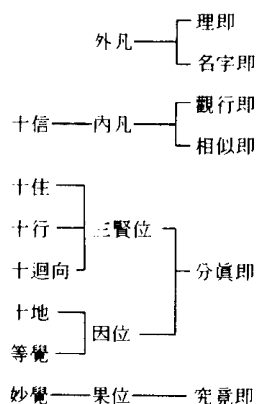 理即
外凡
名字即
觀行即
十信 內凡
相似即
十住
十行 三賢位
十迴向
分眞即
十地
因位
等覺
妙覺 果位 究竟即